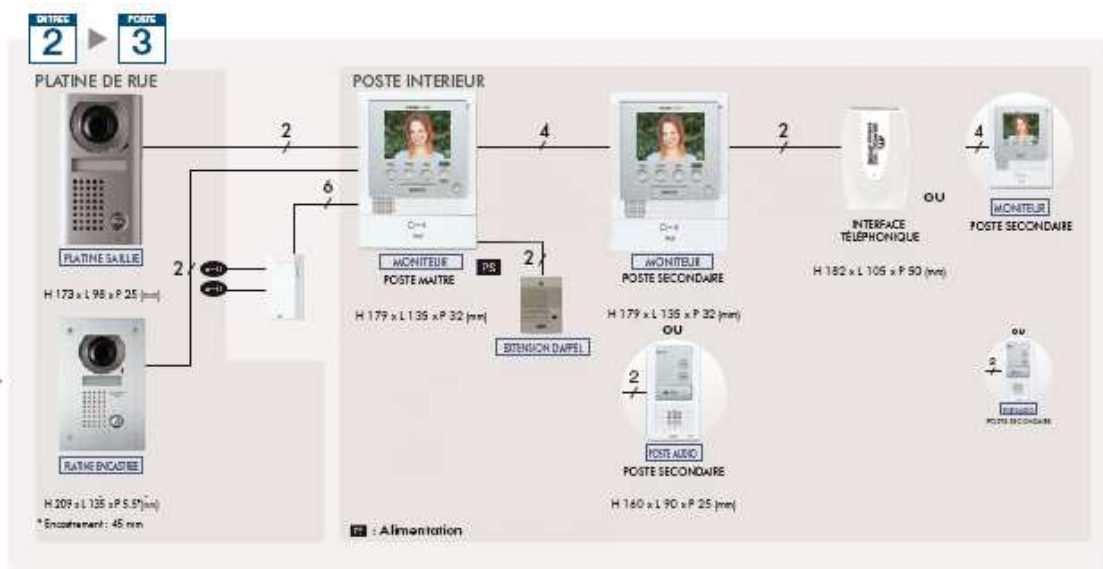 ENTREE
2
POSTE
3
PLATINE DE RUE
POSTE INTERIEUR
2
4
2
4
6
OU
MONITEUR
POSTE SECONDAIRE
INTERFACE
TÉLÉPHONIQUE
PLATINE SAILLIE
2
2
MONITEUR
PS
POSTE MAITRE
MONITEUR
POSTE SECONDAIRE
H 182 x L 105 x P 50 (mm)
H 173 x L 98 x P 25 (mm)
H 179 x L 135 x P 32 (mm)
H 179 x L 135 x P 32 (mm)
OU
OU
EXTENSION D'APPEL
2
2
POSTE AUDIO
POSTE SECONDAIRE
POSTE SECONDAIRE
PLATINE ENCASTREE
H 209 x L 135 x P 5.5*(mm)
* Encastrement : 45 mm
H 160 x L 90 x P 25 (mm)
PS : Alimentation